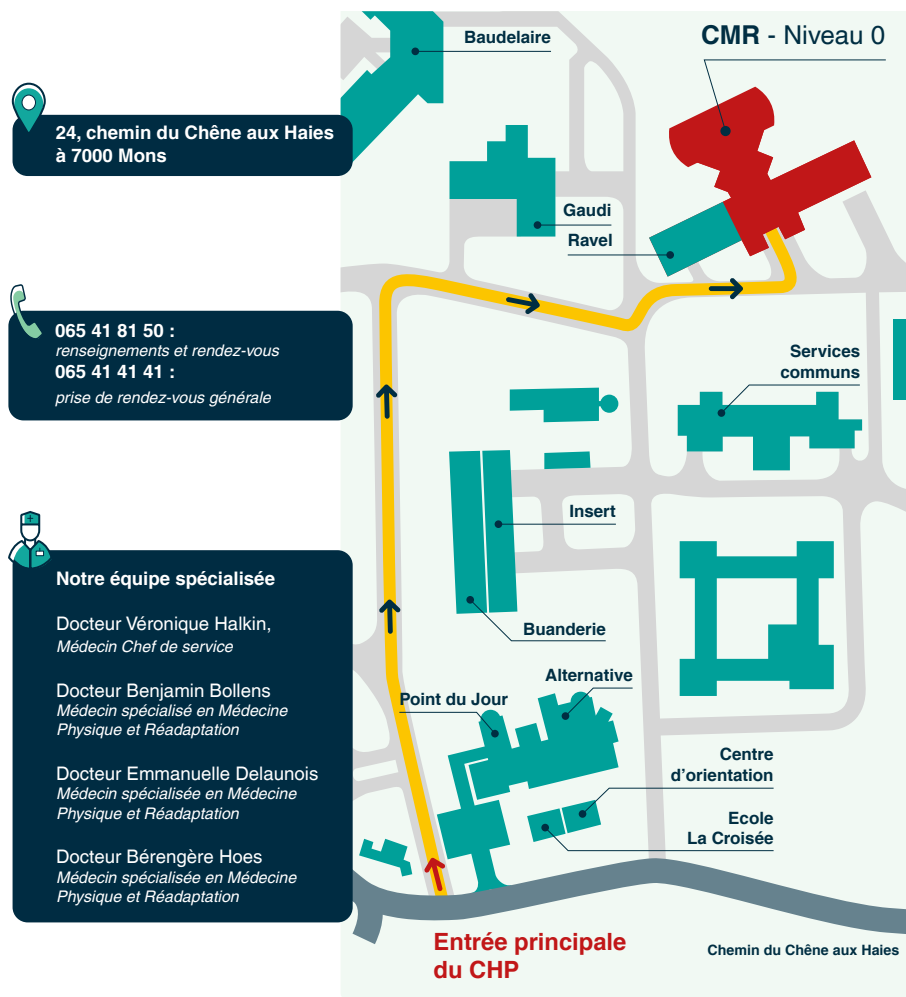 24, chemin du Chêne aux Haies
à 7000 Mons
065 41 81 50 :
renseignements et rendez-vous
065 41 41 41 :
prise de rendez-vous générale
Notre équipe spécialisée
Docteur Véronique Halkin,
Médecin Chef de service
Docteur Benjamin Bollens
Médecin spécialisé en Médecine
Physique et Réadaptation
Docteur Emmanuelle Delaunois
Médecin spécialisée en Médecine
Physique et Réadaptation
Docteur Bérengère Hoes
Médecin spécialisée en Médecine
Physique et Réadaptation
Baudelaire
CMR - Niveau 0
Gaudi
Ravel
Services
communs
Insert
Buanderie
Alternative
Point du Jour
Centre
d'orientation
Ecole
La Croisée
Entrée principale
du CHP
Chemin du Chêne aux Haies